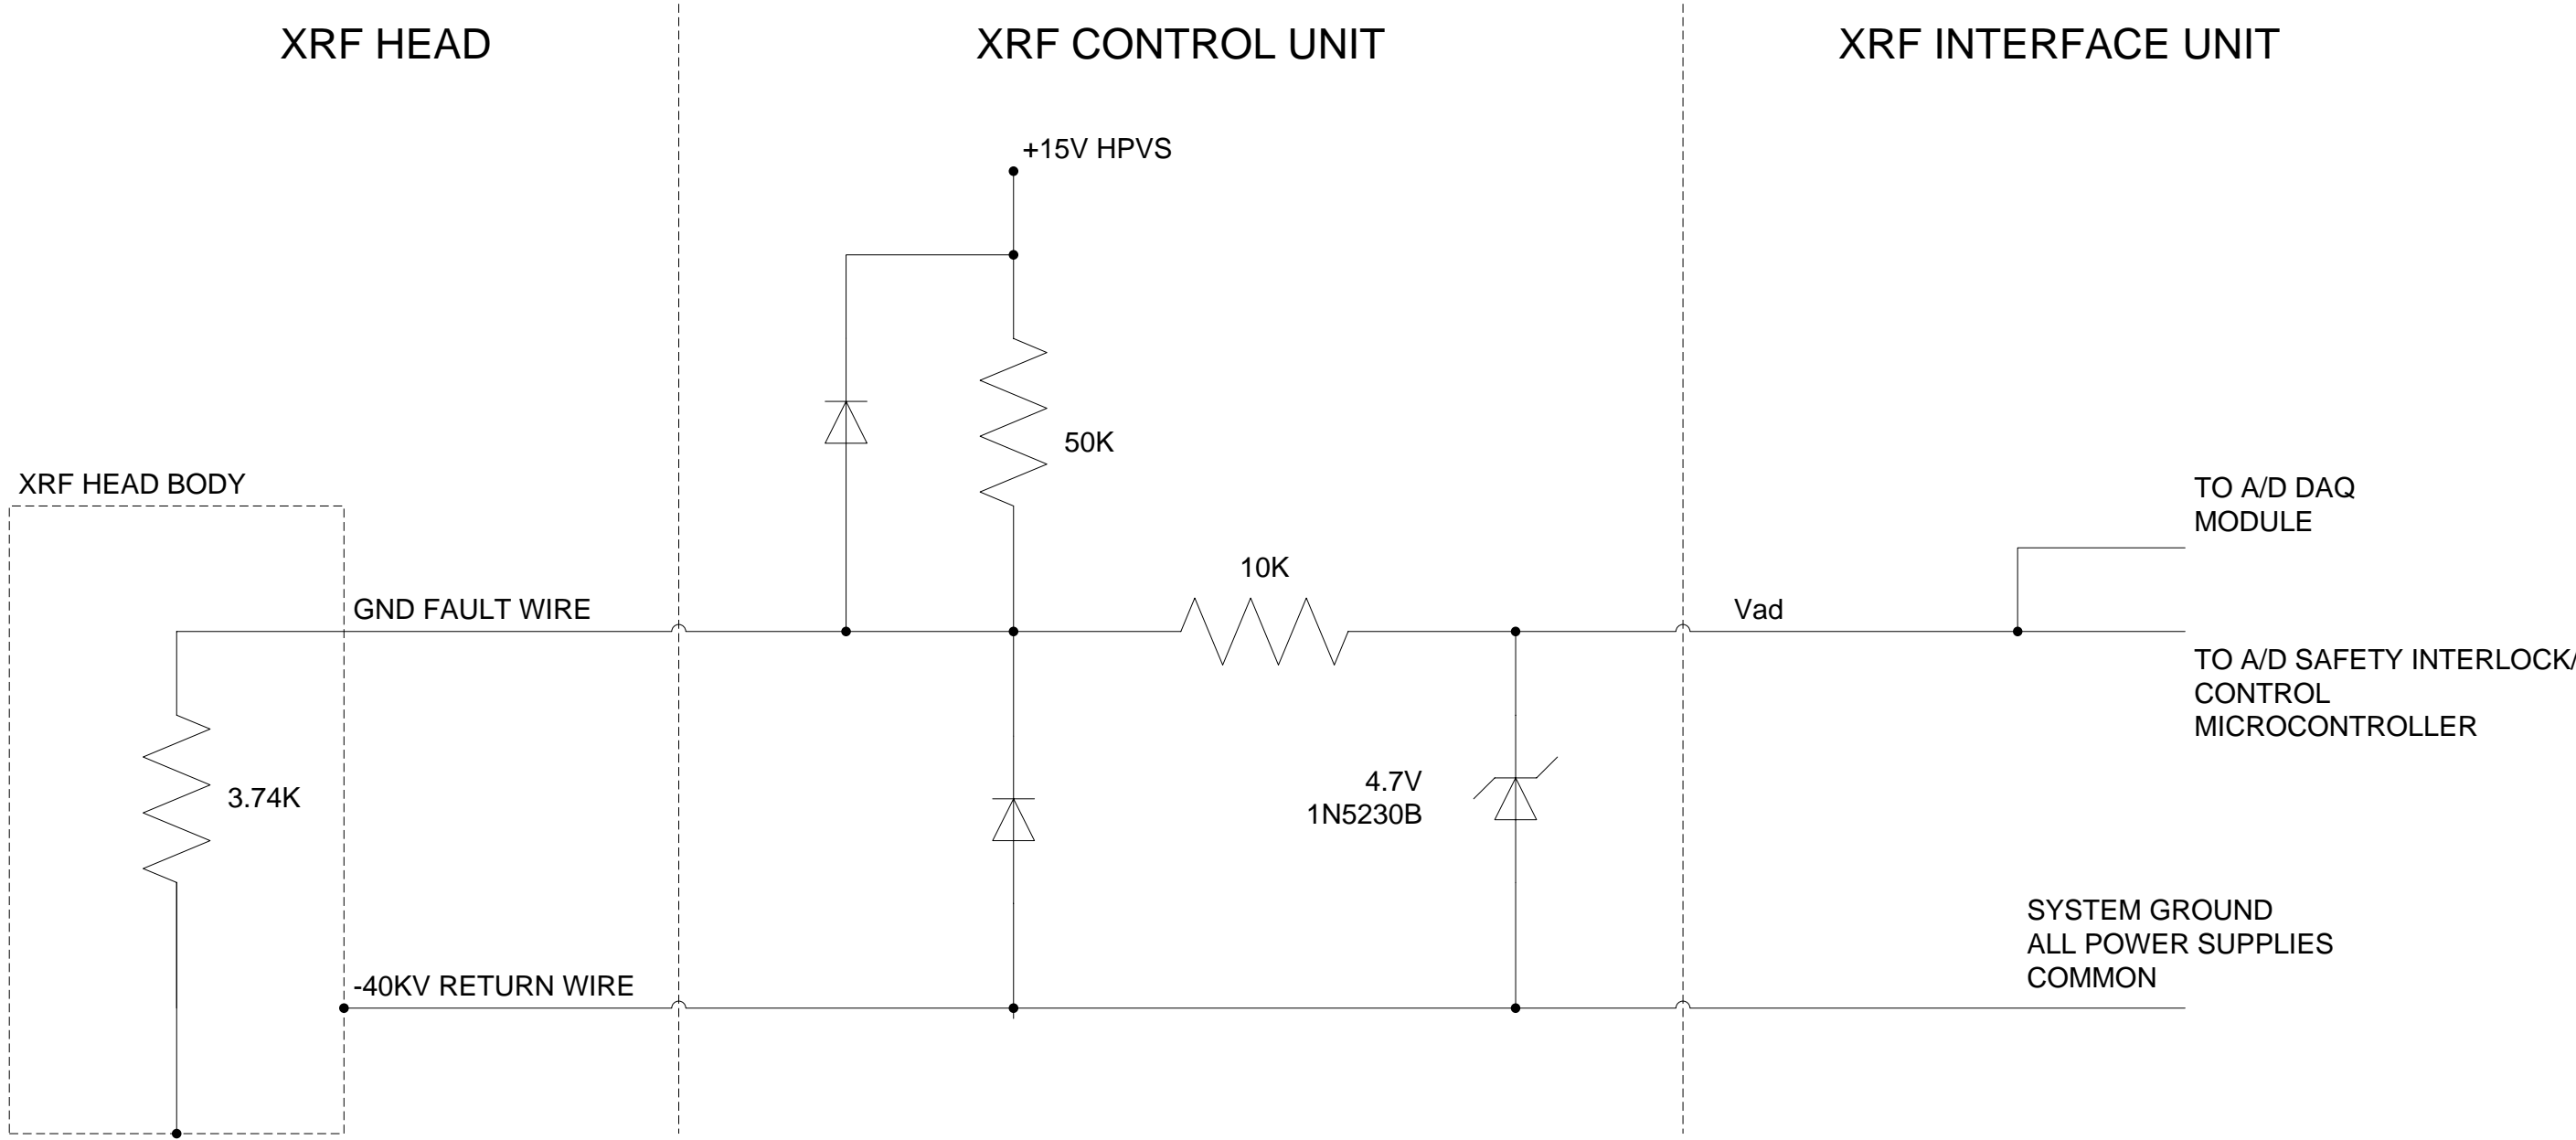 XRF HEAD
XRF CONTROL UNIT
XRF INTERFACE UNIT
+15V HPVS
50K
XRF HEAD BODY
TO A/D DAQ
MODULE
10K
GND FAULT WIRE
Vad
TO A/D SAFETY INTERLOCK/
CONTROL
MICROCONTROLLER
3.74K
4.7V
1N5230B
SYSTEM GROUND
ALL POWER SUPPLIES
COMMON
-40KV RETURN WIRE